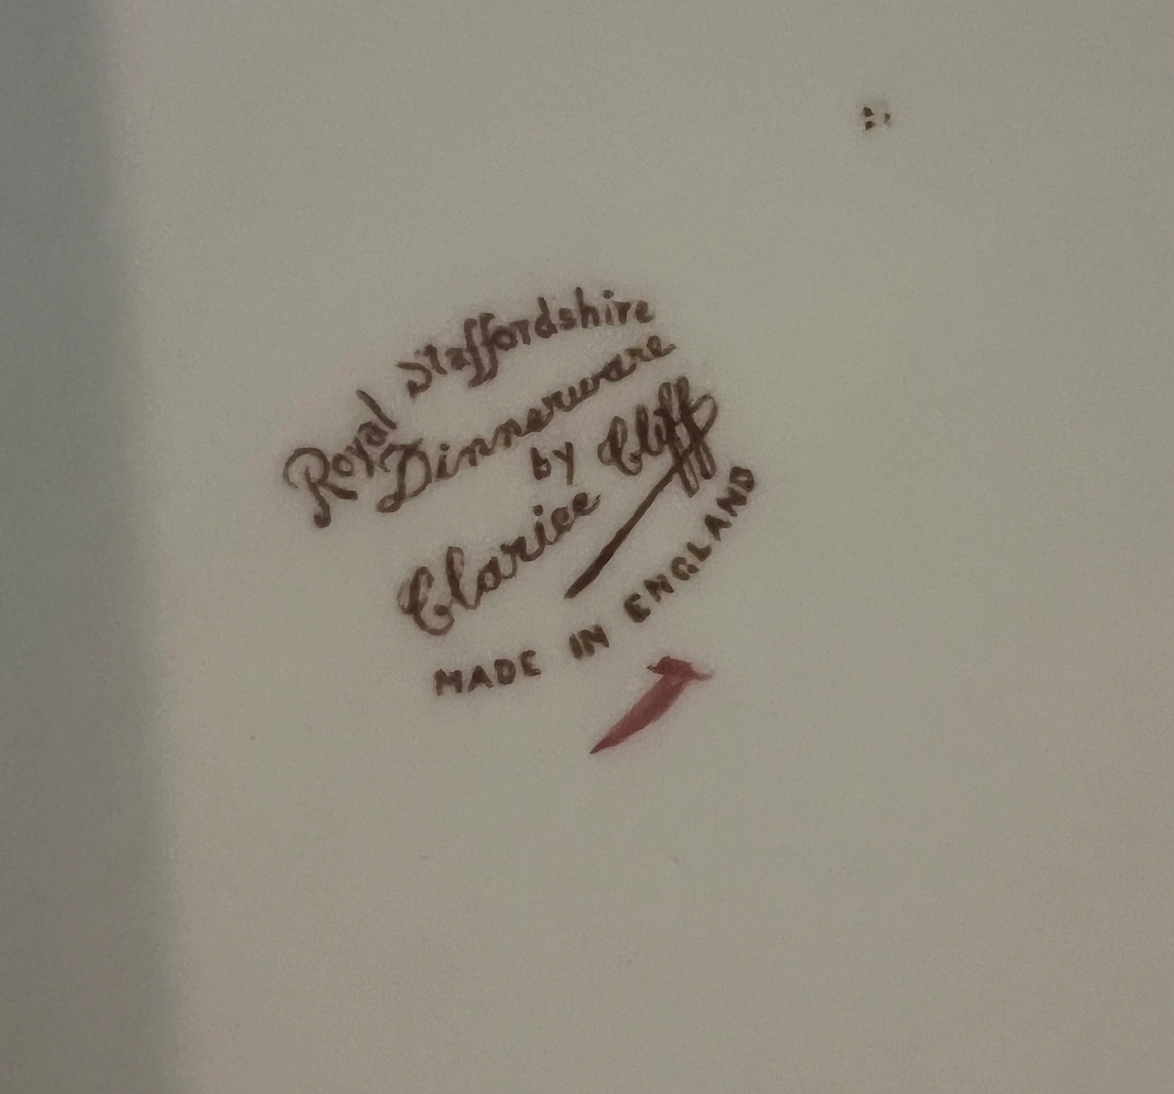 Royal Staffordshire
Dinnerware
by
Clarice Cliff
MADE IN ENGLAND